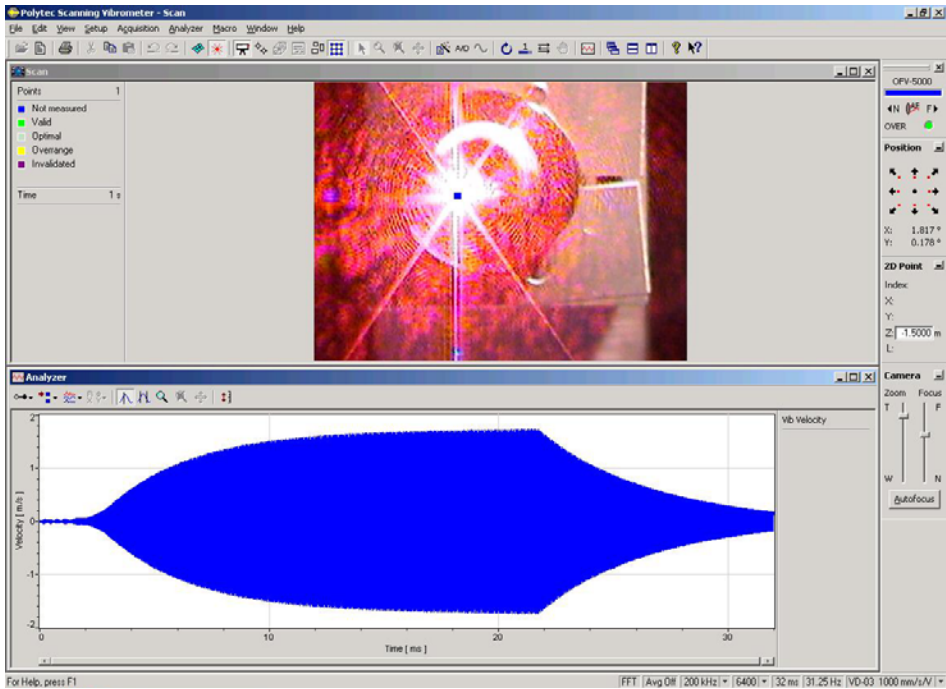 Polytec Scanning Vibrometer - Scan
File Edit View Setup Acquisition Analyzer Macro Window Help
A/D
Scan
Points 1
Not measured
Valid
Optimal
Overrange
Invalidated
Time 1 s
OFV-5000
N AF F
OVER
Position
X: 1.817 °
Y: 0.178 °
2D Point
Index:
X:
Y:
Z: -1.5000 m
L:
Camera
Zoom Focus
T F
W N
Autofocus
Analyzer
Vib Velocity
Velocity [ m/s ]
2
1
0
-1
-2
0 10 20 30
Time [ ms ]
For Help, press F1
FFT Avg Off 200 kHz 6400 32 ms 31.25 Hz VD-03 1000 mm/s/V